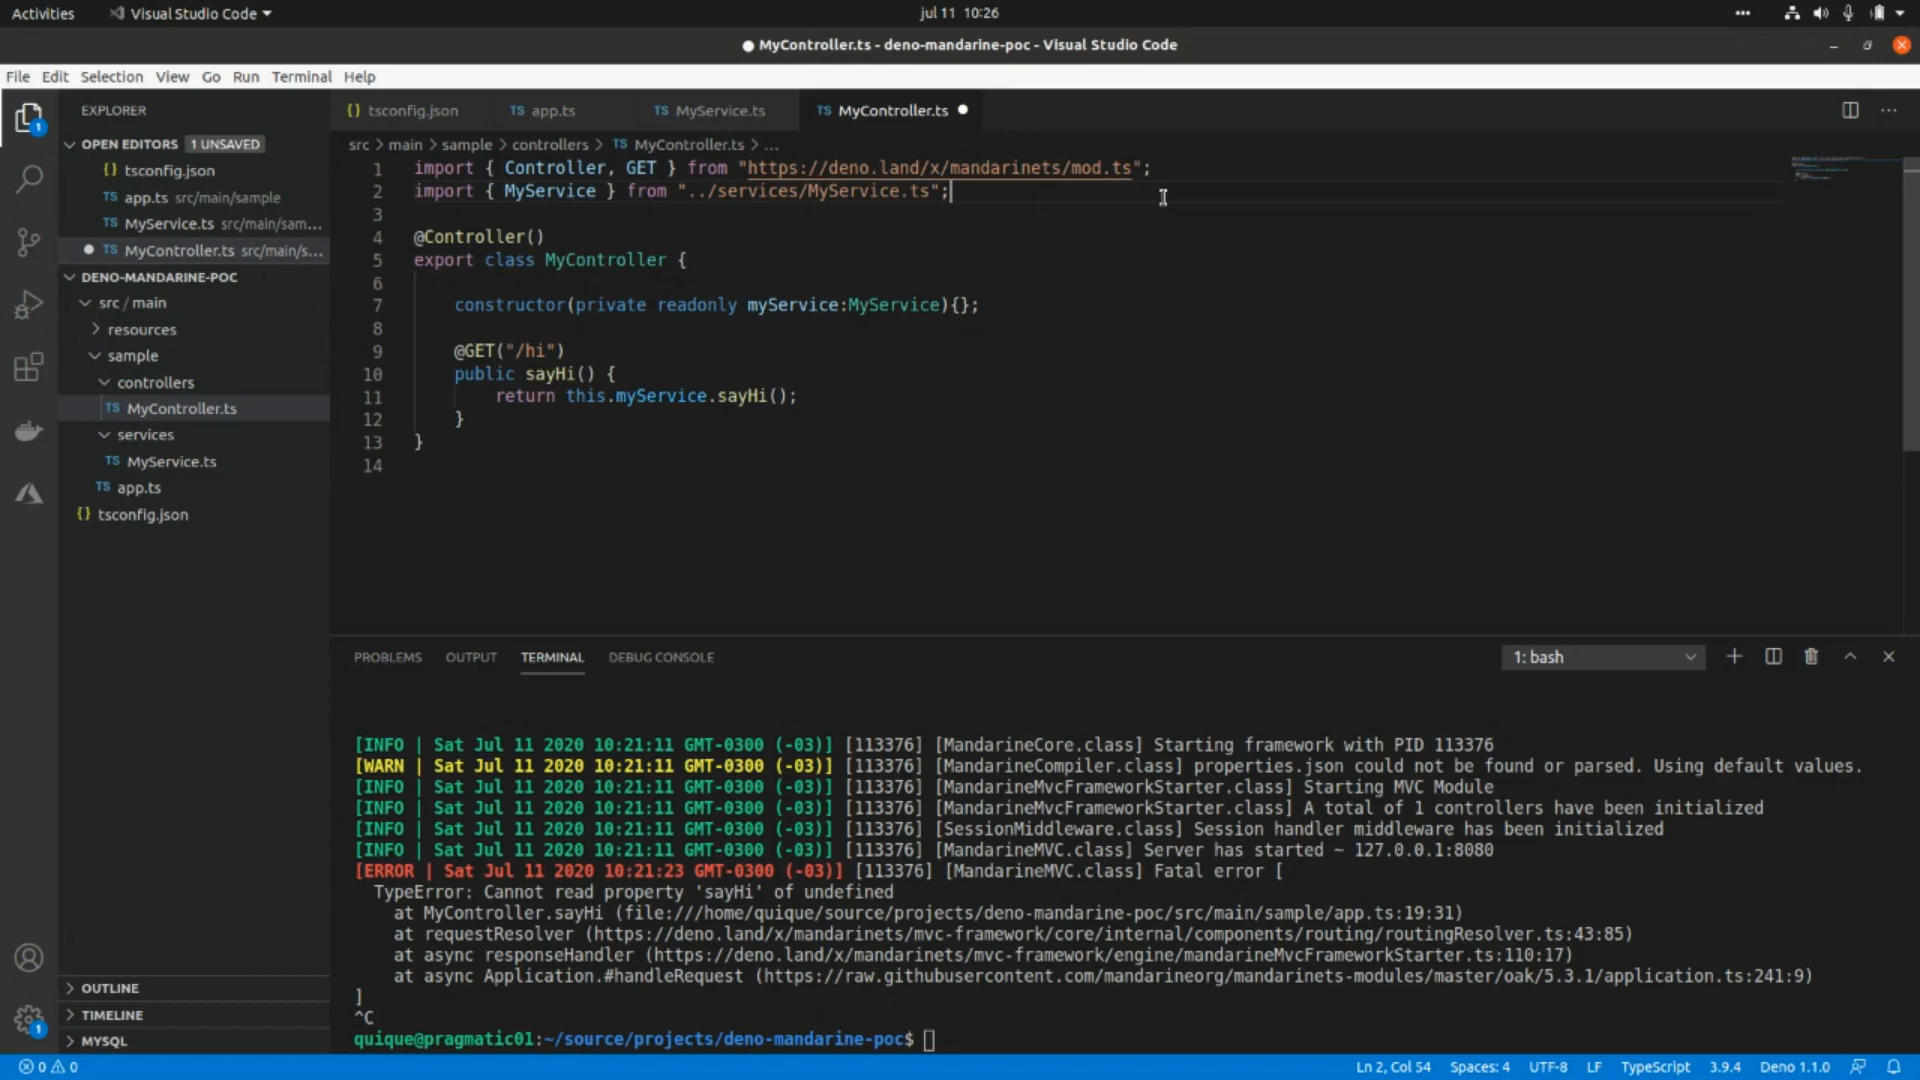 Activities
Visual Studio Code
jul 11 10:26
MyController.ts - deno-mandarine-poc - Visual Studio Code
File Edit Selection View Go Run Terminal Help
EXPLORER
{} tsconfig.json
TS app.ts
TS MyService.ts
TS MyController.ts
OPEN EDITORS 1 UNSAVED
{} tsconfig.json
TS app.ts src/main/sample
TS MyService.ts src/main/sam...
TS MyController.ts src/main/s...
DENO-MANDARINE-POC
src / main
resources
sample
controllers
TS MyController.ts
services
TS MyService.ts
TS app.ts
{} tsconfig.json
OUTLINE
TIMELINE
MYSQL
1
1
src > main > sample > controllers > TS MyController.ts > ...
1 import { Controller, GET } from "https://deno.land/x/mandarinets/mod.ts";
2 import { MyService } from "../services/MyService.ts";
3
4 @Controller()
5 export class MyController {
6
7 constructor(private readonly myService:MyService){};
8
9 @GET("/hi")
10 public sayHi() {
11 return this.myService.sayHi();
12 }
13 }
14
PROBLEMS OUTPUT TERMINAL DEBUG CONSOLE
1: bash
[INFO | Sat Jul 11 2020 10:21:11 GMT-0300 (-03)] [113376] [MandarineCore.class] Starting framework with PID 113376
[WARN | Sat Jul 11 2020 10:21:11 GMT-0300 (-03)] [113376] [MandarineCompiler.class] properties.json could not be found or parsed. Using default values.
[INFO | Sat Jul 11 2020 10:21:11 GMT-0300 (-03)] [113376] [MandarineMvcFrameworkStarter.class] Starting MVC Module
[INFO | Sat Jul 11 2020 10:21:11 GMT-0300 (-03)] [113376] [MandarineMvcFrameworkStarter.class] A total of 1 controllers have been initialized
[INFO | Sat Jul 11 2020 10:21:11 GMT-0300 (-03)] [113376] [SessionMiddleware.class] Session handler middleware has been initialized
[INFO | Sat Jul 11 2020 10:21:11 GMT-0300 (-03)] [113376] [MandarineMVC.class] Server has started ~ 127.0.0.1:8080
[ERROR | Sat Jul 11 2020 10:21:23 GMT-0300 (-03)] [113376] [MandarineMVC.class] Fatal error [
TypeError: Cannot read property 'sayHi' of undefined
at MyController.sayHi (file:///home/quique/source/projects/deno-mandarine-poc/src/main/sample/app.ts:19:31)
at requestResolver (https://deno.land/x/mandarinets/mvc-framework/core/internal/components/routing/routingResolver.ts:43:85)
at async responseHandler (https://deno.land/x/mandarinets/mvc-framework/engine/mandarineMvcFrameworkStarter.ts:110:17)
at async Application.#handleRequest (https://raw.githubusercontent.com/mandarineorg/mandarinets-modules/master/oak/5.3.1/application.ts:241:9)
]
^C
quique@pragmatic01:~/source/projects/deno-mandarine-poc$
0 0
Ln 2, Col 54 Spaces: 4 UTF-8 LF TypeScript 3.9.4 Deno 1.1.0